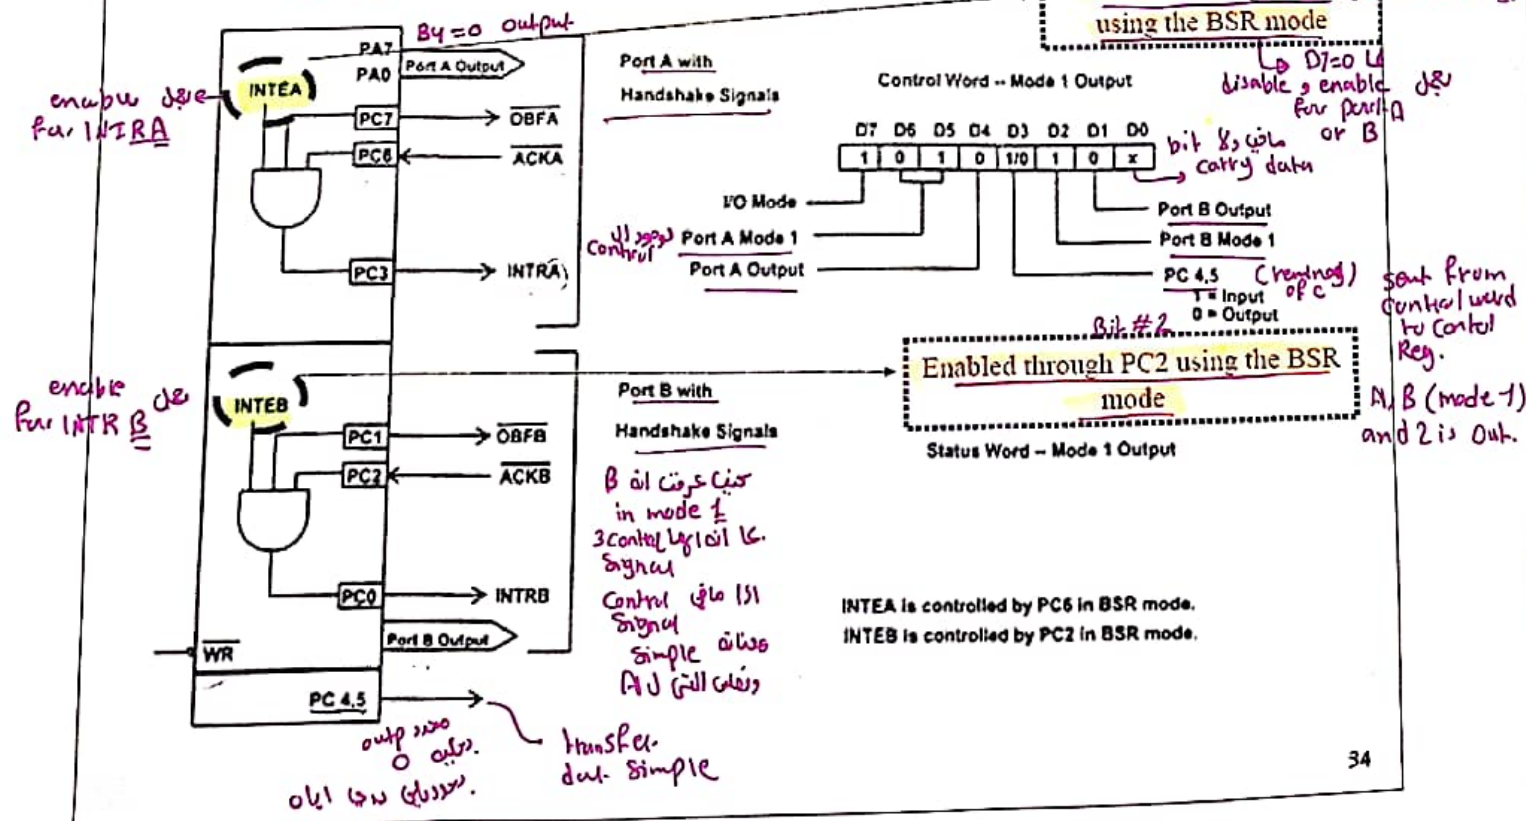 using the BSR mode
By=0 output
PA7
PA0
Port A Output
INTEA
enable
for INTRA
PC7
OBFA
PC6
ACKA
PC3
INTRA
Port A with
Handshake Signals
Control Word -- Mode 1 Output
D7=0
disable و enable
for port A
or B
D7 D6 D5 D4 D3 D2 D1 D0
1 0 1 0 1/0 1 0 x
bit
carry data
I/O Mode
Port A Mode 1
Port A Output
Control
Port B Output
Port B Mode 1
PC 4,5
of C
1 = Input
0 = Output
sent from
control word
to control
Reg.
A, B (mode-1)
and 2 is out.
Bit #2
Enabled through PC2 using the BSR
mode
Status Word -- Mode 1 Output
INTEB
enable
for INTR B
PC1
OBFB
PC2
ACKB
PC0
INTRB
Port B Output
WR
PC 4,5
Port B with
Handshake Signals
كيف عرفت انه B
in mode 1
3 control
signal
اذا مافي control
signal
simple
INTEA is controlled by PC6 in BSR mode.
INTEB is controlled by PC2 in BSR mode.
output
0
transfer
simple
34